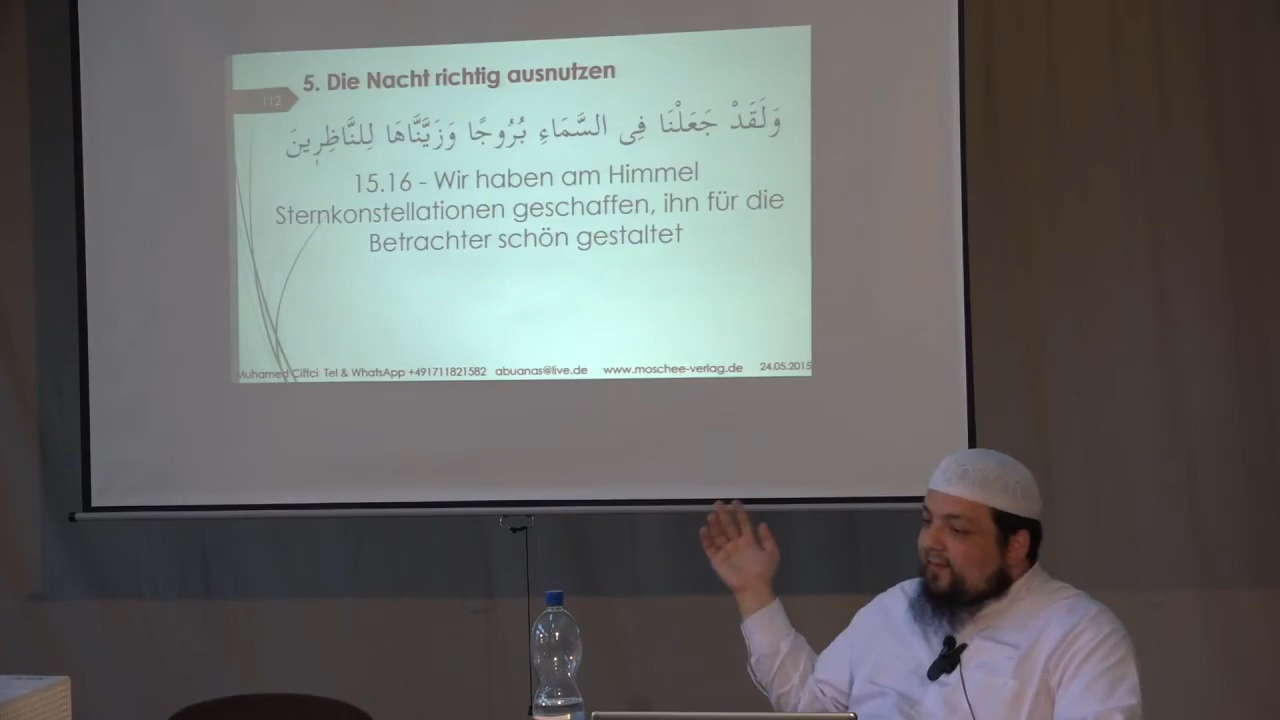 5. Die Nacht richtig ausnutzen
112
وَلَقَدْ جَعَلْنَا فِى السَّمَاءِ بُرُوجًا وَزَيَّنَّاهَا لِلنَّاظِرِينَ
15.16 - Wir haben am Himmel
Sternkonstellationen geschaffen, ihn für die
Betrachter schön gestaltet
Muhamed Ciftci Tel & WhatsApp +491711821582 abuanas@live.de www.moschee-verlag.de 24.05.2015